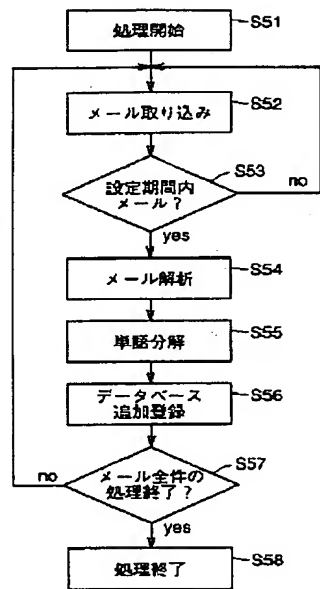 処理開始
S51
メール取り込み
S52
設定期間内
メール？
S53
no
yes
メール解析
S54
単語分解
S55
データベース
追加登録
S56
メール全件の
処理終了？
S57
no
yes
処理終了
S58